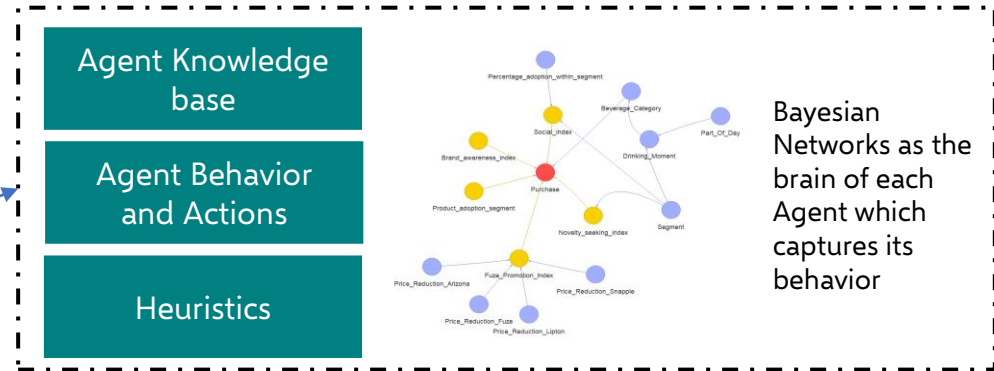 Agent Knowledge
base
Agent Behavior
and Actions
Heuristics
Percentage_adoption_within_segment
Beverage_Category
Part_Of_Day
Social_Index
Drinking_Moment
Brand_awareness_Index
Purchase
Product_adoption_segment
Segment
Novelty_seeking_Index
Fuze_Promotion_Index
Price_Reduction_Arizona
Price_Reduction_Snapple
Price_Reduction_Fuze
Price_Reduction_Lipton
Bayesian
Networks as the
brain of each
Agent which
captures its
behavior